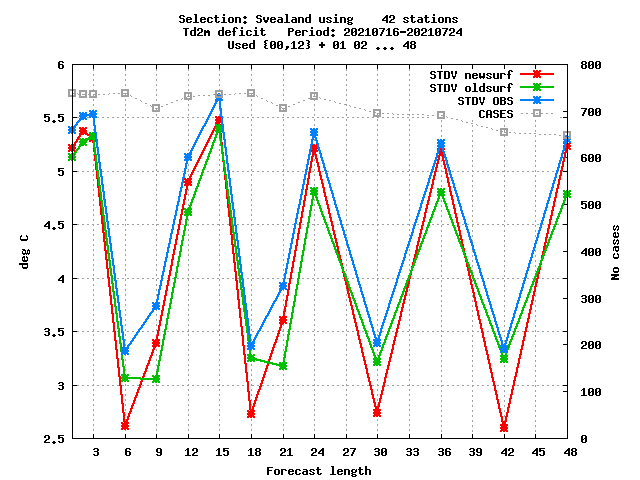 Selection: Svealand using    42 stations
Td2m deficit   Period: 20210716-20210724
Used {00,12} + 01 02 ... 48
6
5.5
5
4.5
4
3.5
3
2.5
deg C
800
700
600
500
400
300
200
100
0
No cases
STDV newsurf
STDV oldsurf
STDV OBS
CASES
3 6 9 12 15 18 21 24 27 30 33 36 39 42 45 48
Forecast length